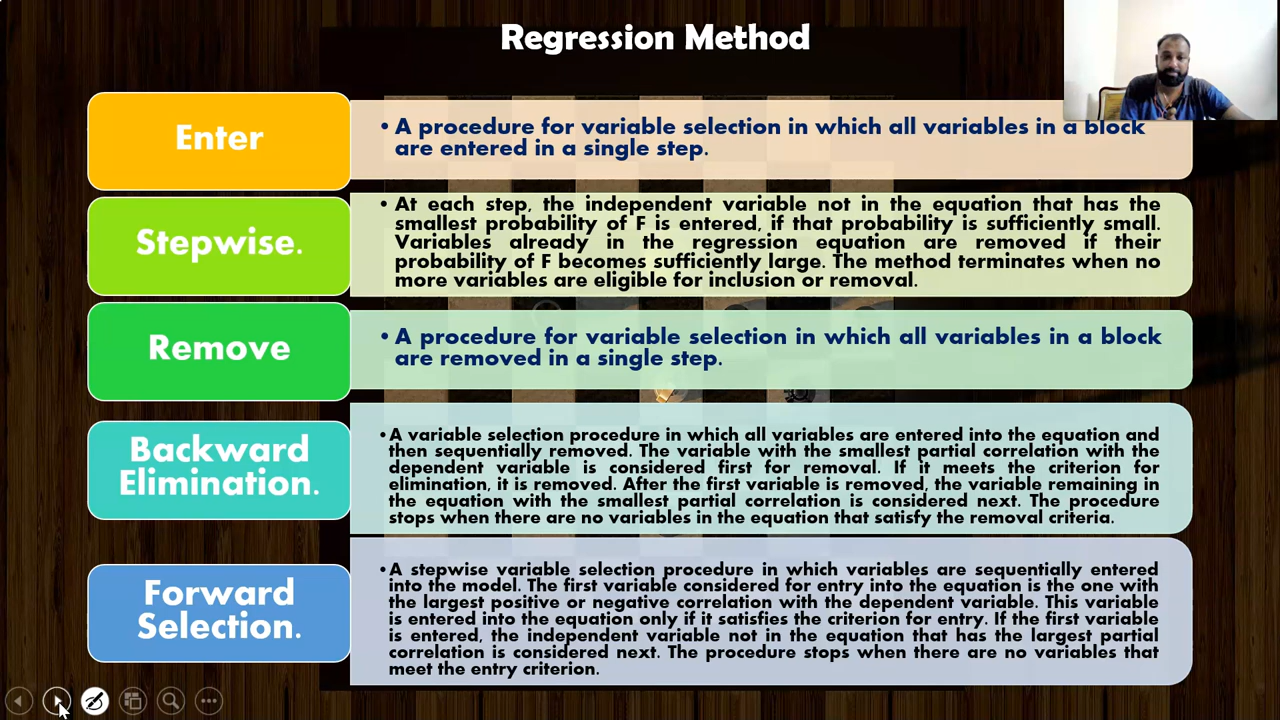 Regression Method
Enter
• A procedure for variable selection in which all variables in a block
are entered in a single step.
Stepwise.
• At each step, the independent variable not in the equation that has the
smallest probability of F is entered, if that probability is sufficiently small.
Variables already in the regression equation are removed if their
probability of F becomes sufficiently large. The method terminates when no
more variables are eligible for inclusion or removal.
Remove
• A procedure for variable selection in which all variables in a block
are removed in a single step.
Backward
Elimination.
• A variable selection procedure in which all variables are entered into the equation and
then sequentially removed. The variable with the smallest partial correlation with the
dependent variable is considered first for removal. If it meets the criterion for
elimination, it is removed. After the first variable is removed, the variable remaining in
the equation with the smallest partial correlation is considered next. The procedure
stops when there are no variables in the equation that satisfy the removal criteria.
Forward
Selection.
• A stepwise variable selection procedure in which variables are sequentially entered
into the model. The first variable considered for entry into the equation is the one with
the largest positive or negative correlation with the dependent variable. This variable
is entered into the equation only if it satisfies the criterion for entry. If the first variable
is entered, the independent variable not in the equation that has the largest partial
correlation is considered next. The procedure stops when there are no variables that
meet the entry criterion.